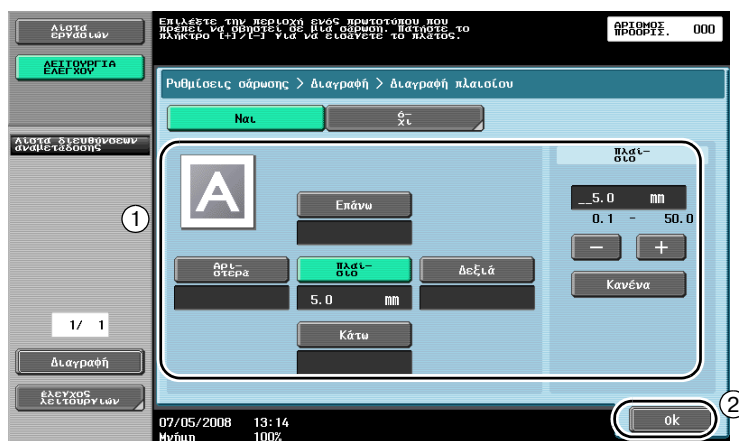 Λίστα
εργασιών
Επιλέξτε την περιοχή ενός πρωτοτύπου που
πρέπει να σβηστεί σε μία σάρωση. Πατήστε το
πλήκτρο [+]/[-] για να εισάγετε το πλάτος.
ΑΡΙΘΜΟΣ
ΠΡΟΟΡΙΣ.
000
ΛΕΙΤΟΥΡΓΙΑ
ΕΛΕΓΧΟΥ
Ρυθμίσεις σάρωσης > Διαγραφή > Διαγραφή πλαισίου
Ναι
ό-
χι
Λίστα διευθύνσεων
αναμετάδοσης
Πλαί-
σιο
A
Επάνω
__5.0 mm
0.1 - 50.0
1
- +
Αρι-
στερά
Πλαί-
σιο
Δεξιά
Κανένα
5.0 mm
1/ 1
Κάτω
Διαγραφή
έλεγχος
λειτουργιών
2
ok
07/05/2008 13:14
Μνήμη 100%